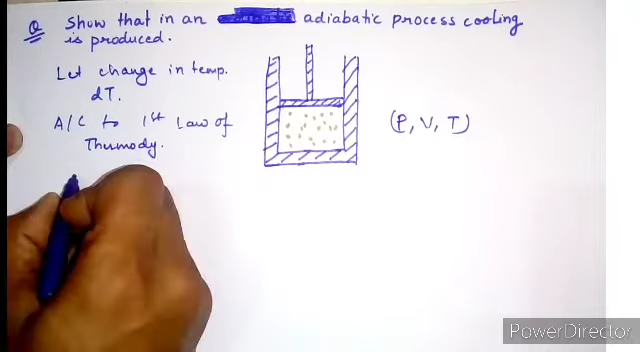 Q Show that in an adiabatic process cooling
is produced.
Let change in temp.
dT.
A/C to 1st Law of
Thermody.
(P, V, T)
PowerDirector